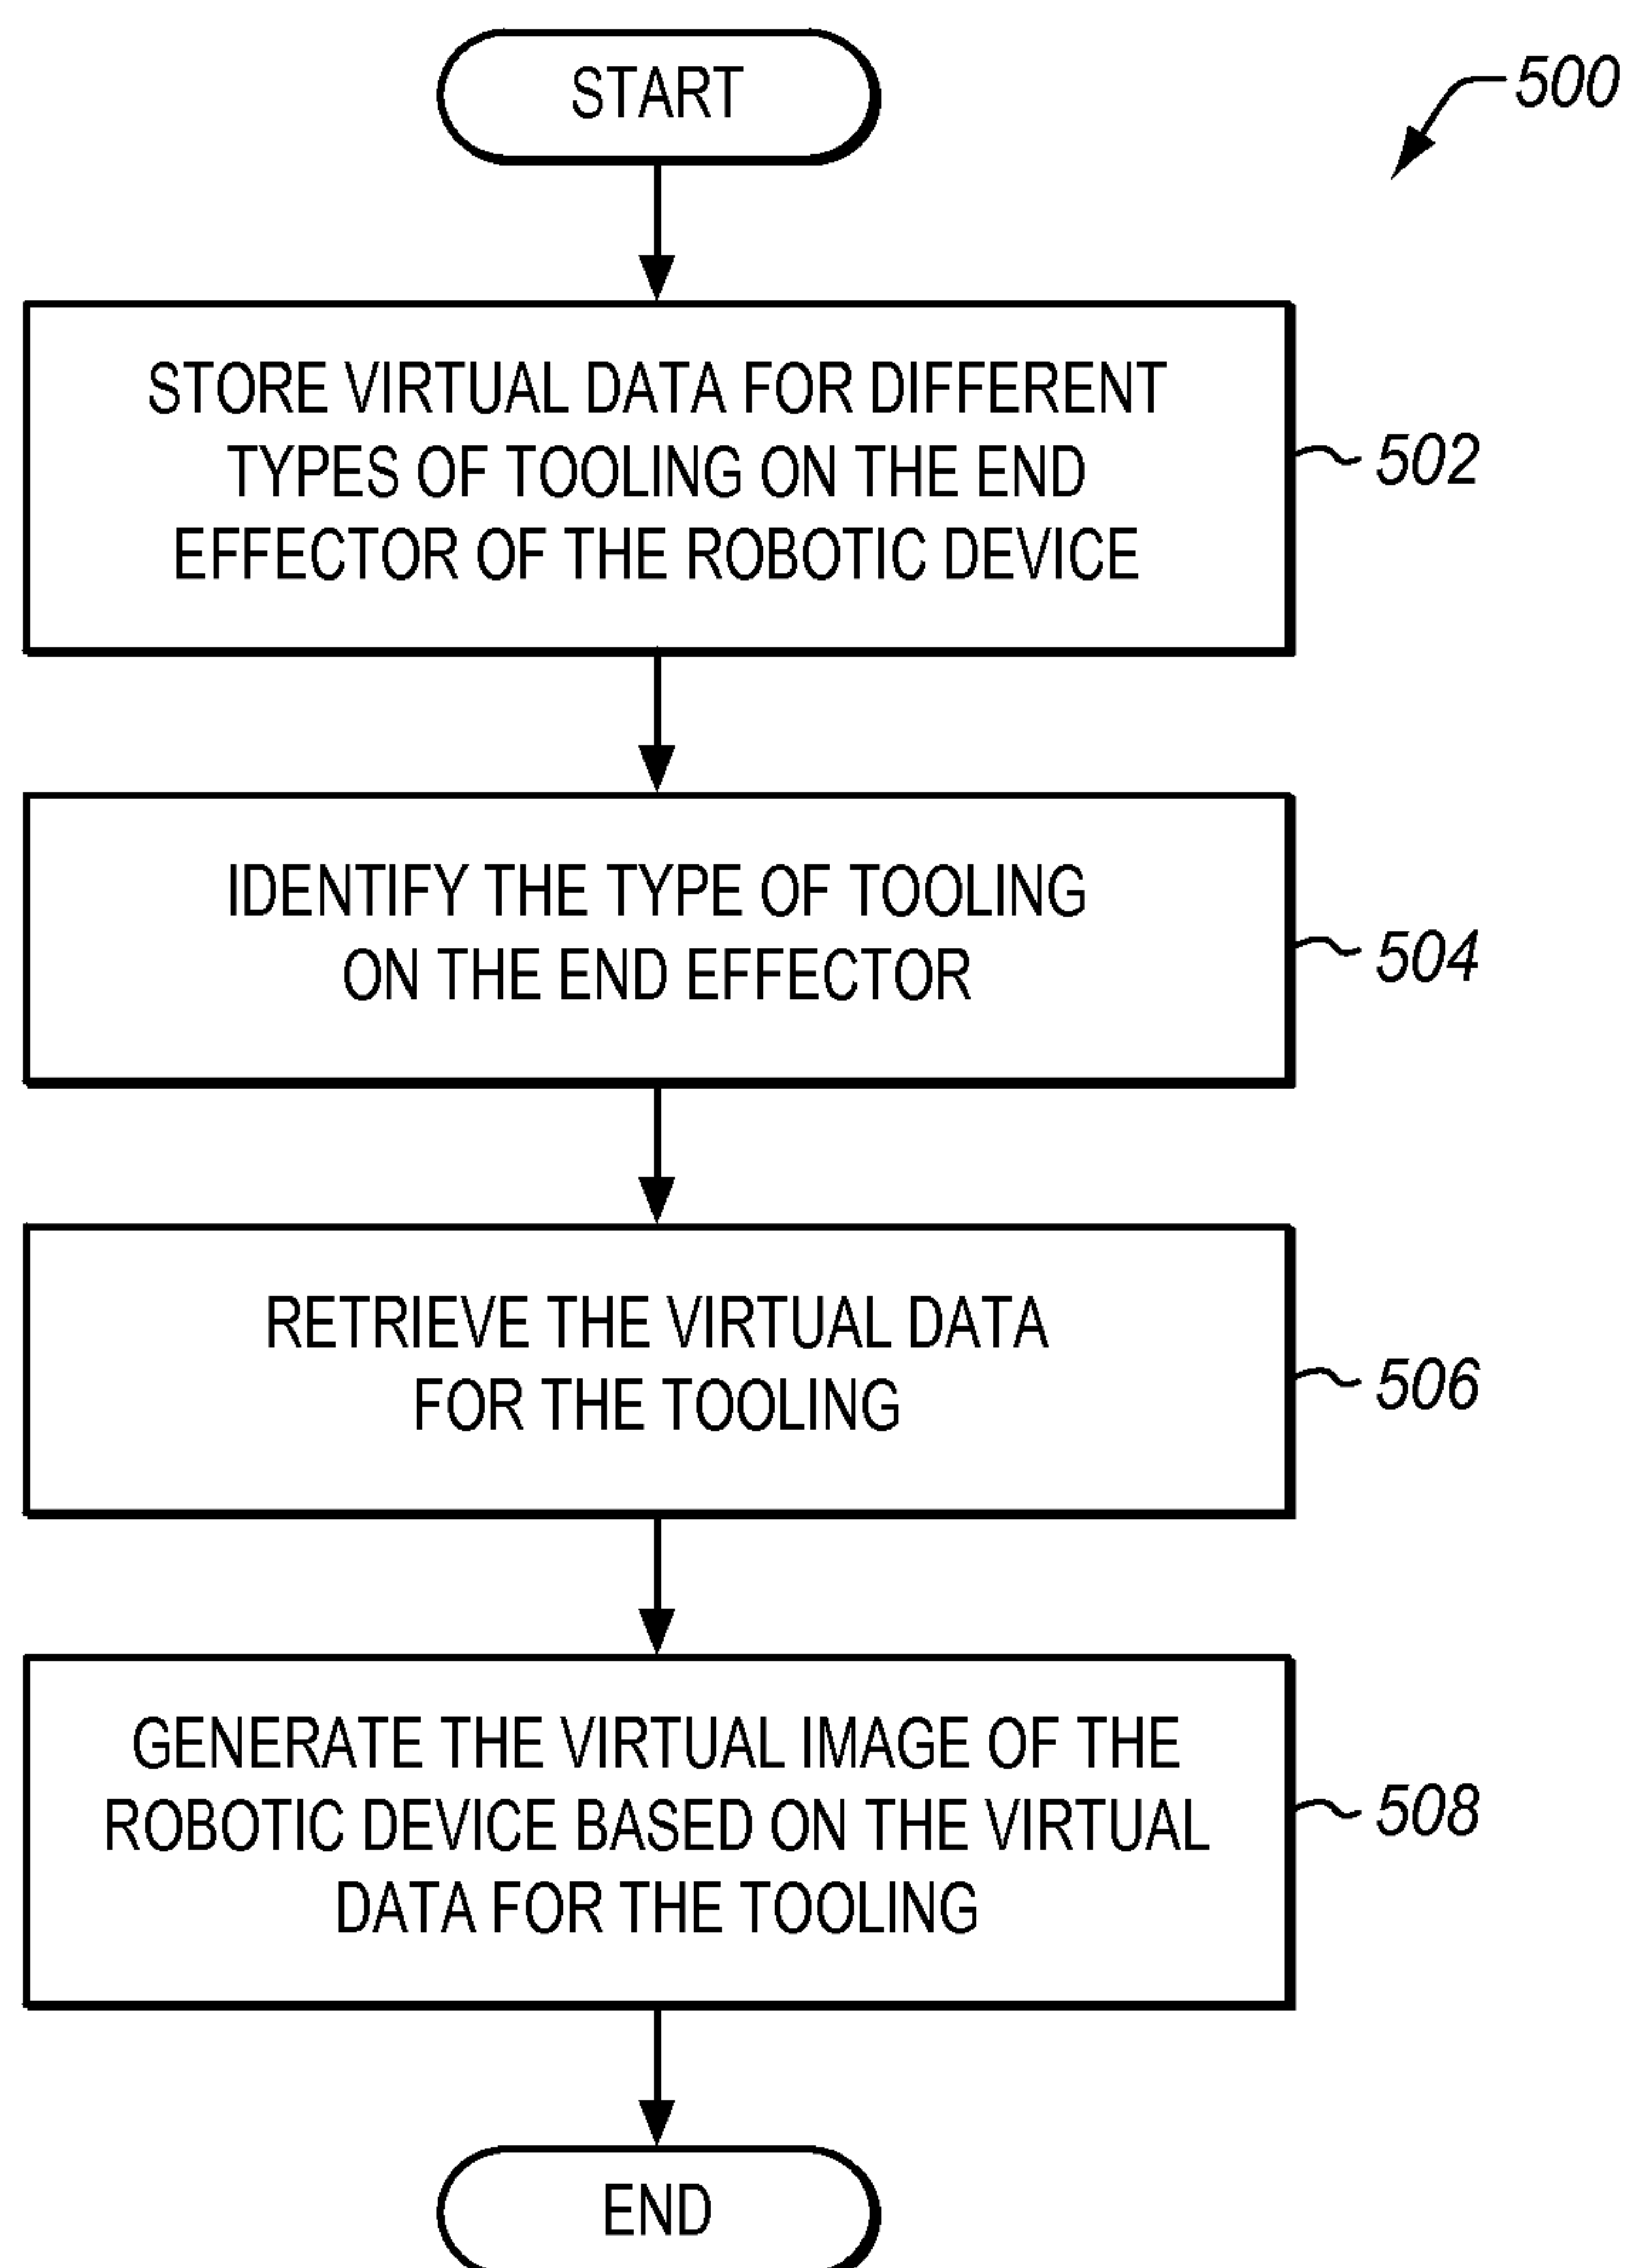 START
500
STORE VIRTUAL DATA FOR DIFFERENT
TYPES OF TOOLING ON THE END
EFFECTOR OF THE ROBOTIC DEVICE
502
IDENTIFY THE TYPE OF TOOLING
ON THE END EFFECTOR
504
RETRIEVE THE VIRTUAL DATA
FOR THE TOOLING
506
GENERATE THE VIRTUAL IMAGE OF THE
ROBOTIC DEVICE BASED ON THE VIRTUAL
DATA FOR THE TOOLING
508
END